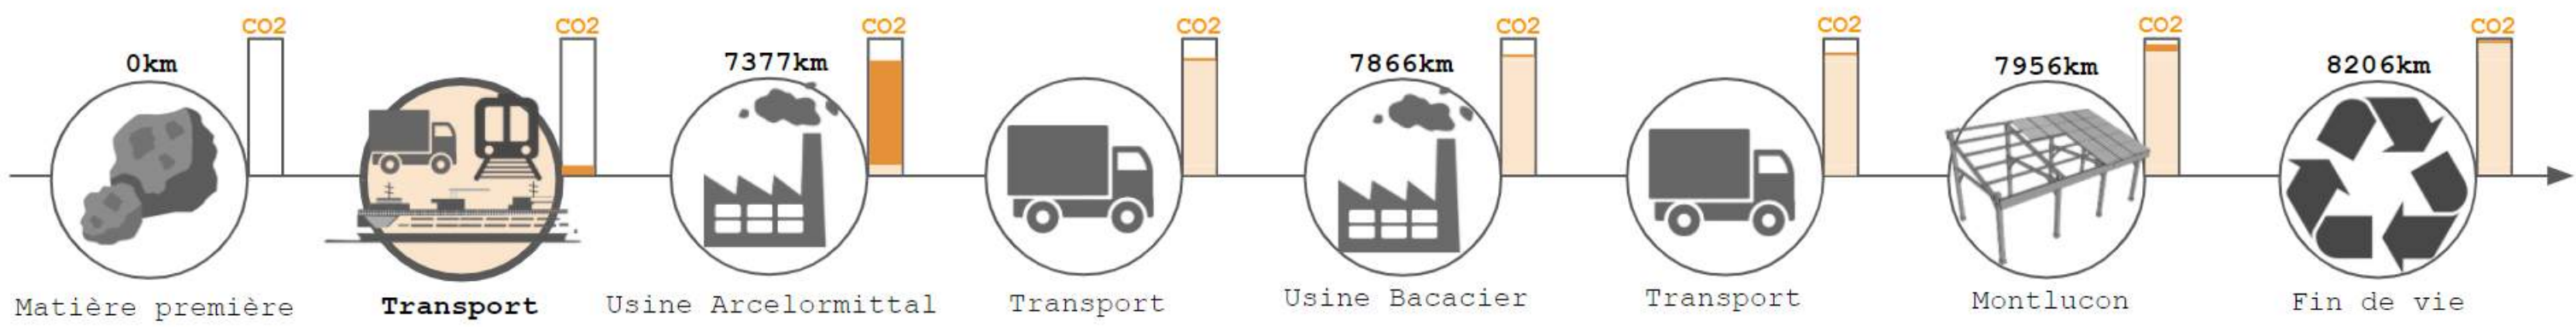 CO2 CO2 CO2 CO2 CO2 CO2 CO2 CO2
0km 7377km 7866km 7956km 8206km
Matière première Transport Usine Arcelormittal Transport Usine Bacacier Transport Montlucon Fin de vie